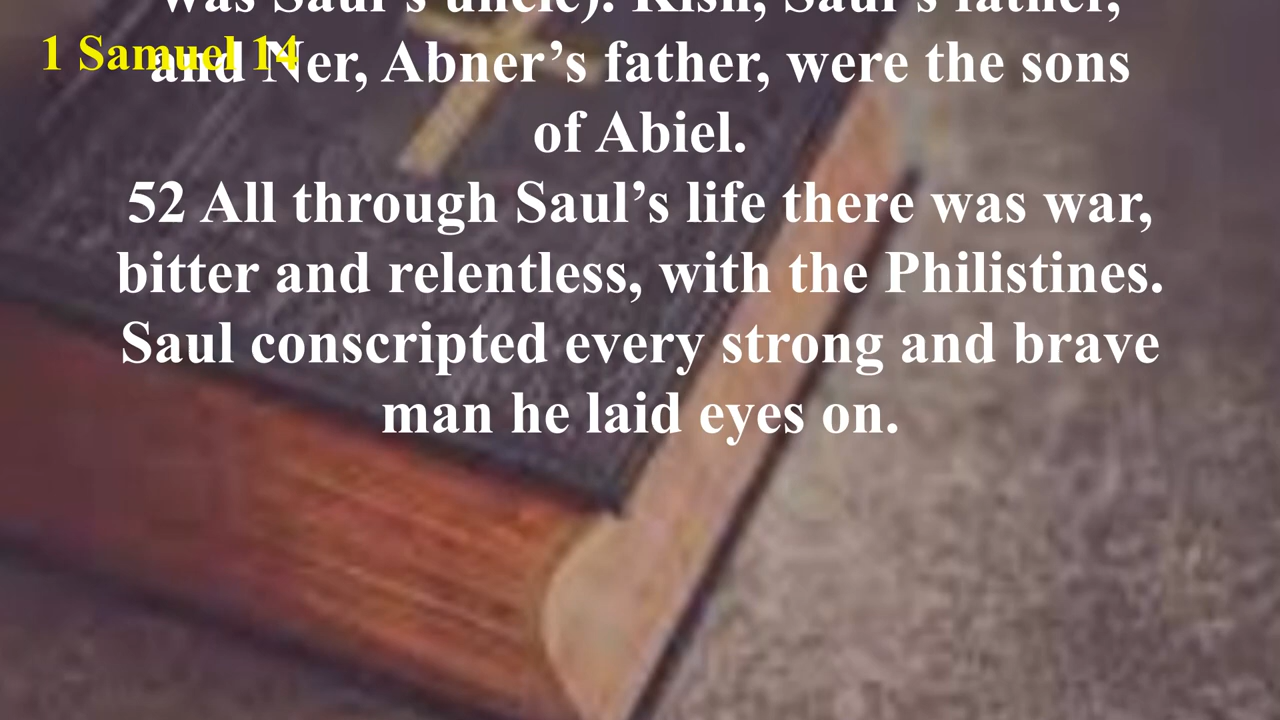 was Saul's uncle). Kish, Saul's father,
1 Samuel 14
and Ner, Abner's father, were the sons
of Abiel.
52 All through Saul's life there was war,
bitter and relentless, with the Philistines.
Saul conscripted every strong and brave
man he laid eyes on.